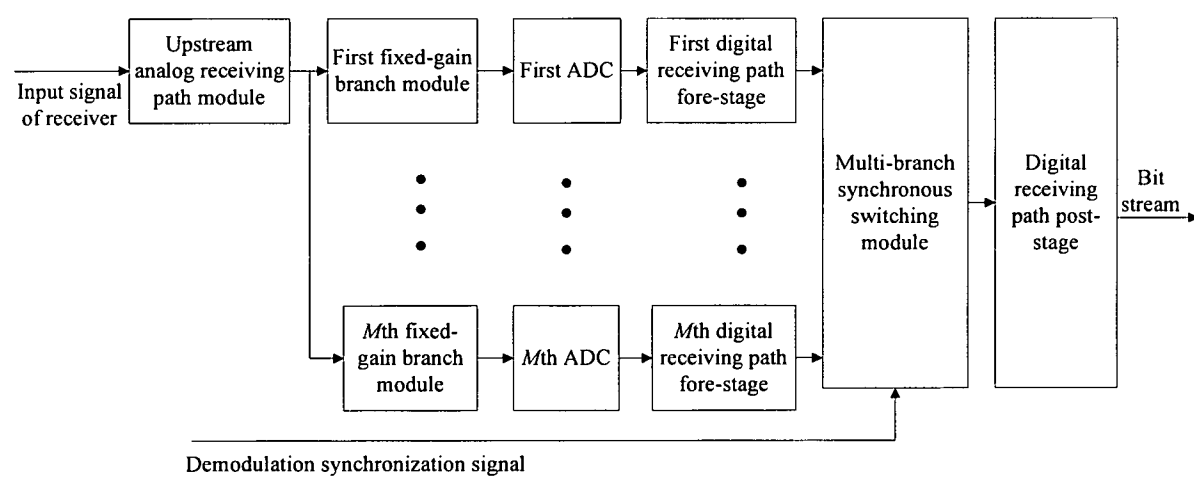 Input signal
of receiver
Upstream
analog receiving
path module
First fixed-gain
branch module
First ADC
First digital
receiving path
fore-stage
Multi-branch
synchronous
switching
module
Digital
receiving
path post-
stage
Bit
stream
Mth fixed-
gain branch
module
Mth ADC
Mth digital
receiving path
fore-stage
Demodulation synchronization signal